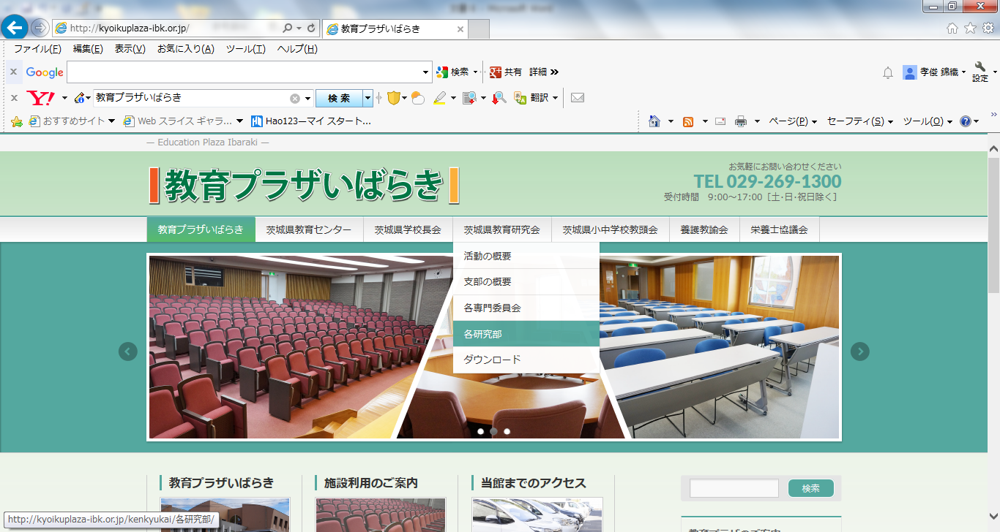 http://kyoikuplaza-ibk.or.jp/
教育プラザいばらき
ファイル(F) 編集(E) 表示(V) お気に入り(A) ツール(T) ヘルプ(H)
Google 検索 共有 詳細 孝俊 錦織 設定
Y! 教育プラザいばらき 検索 翻訳
おすすめサイト Web スライス ギャラ... Hao123ーマイ スタート... ページ(P) セーフティ(S) ツール(O)
— Education Plaza Ibaraki —
教育プラザいばらき
お気軽にお問い合わせください
TEL 029-269-1300
受付時間 9:00～17:00［土･日･祝日除く］
教育プラザいばらき 茨城県教育センター 茨城県学校長会 茨城県教育研究会 茨城県小中学校教頭会 養護教諭会 栄養士協議会
活動の概要
支部の概要
各専門委員会
各研究部
ダウンロード
教育プラザいばらき 施設利用のご案内 当館までのアクセス 検索
http://kyoikuplaza-ibk.or.jp/kenkyukai/各研究部/